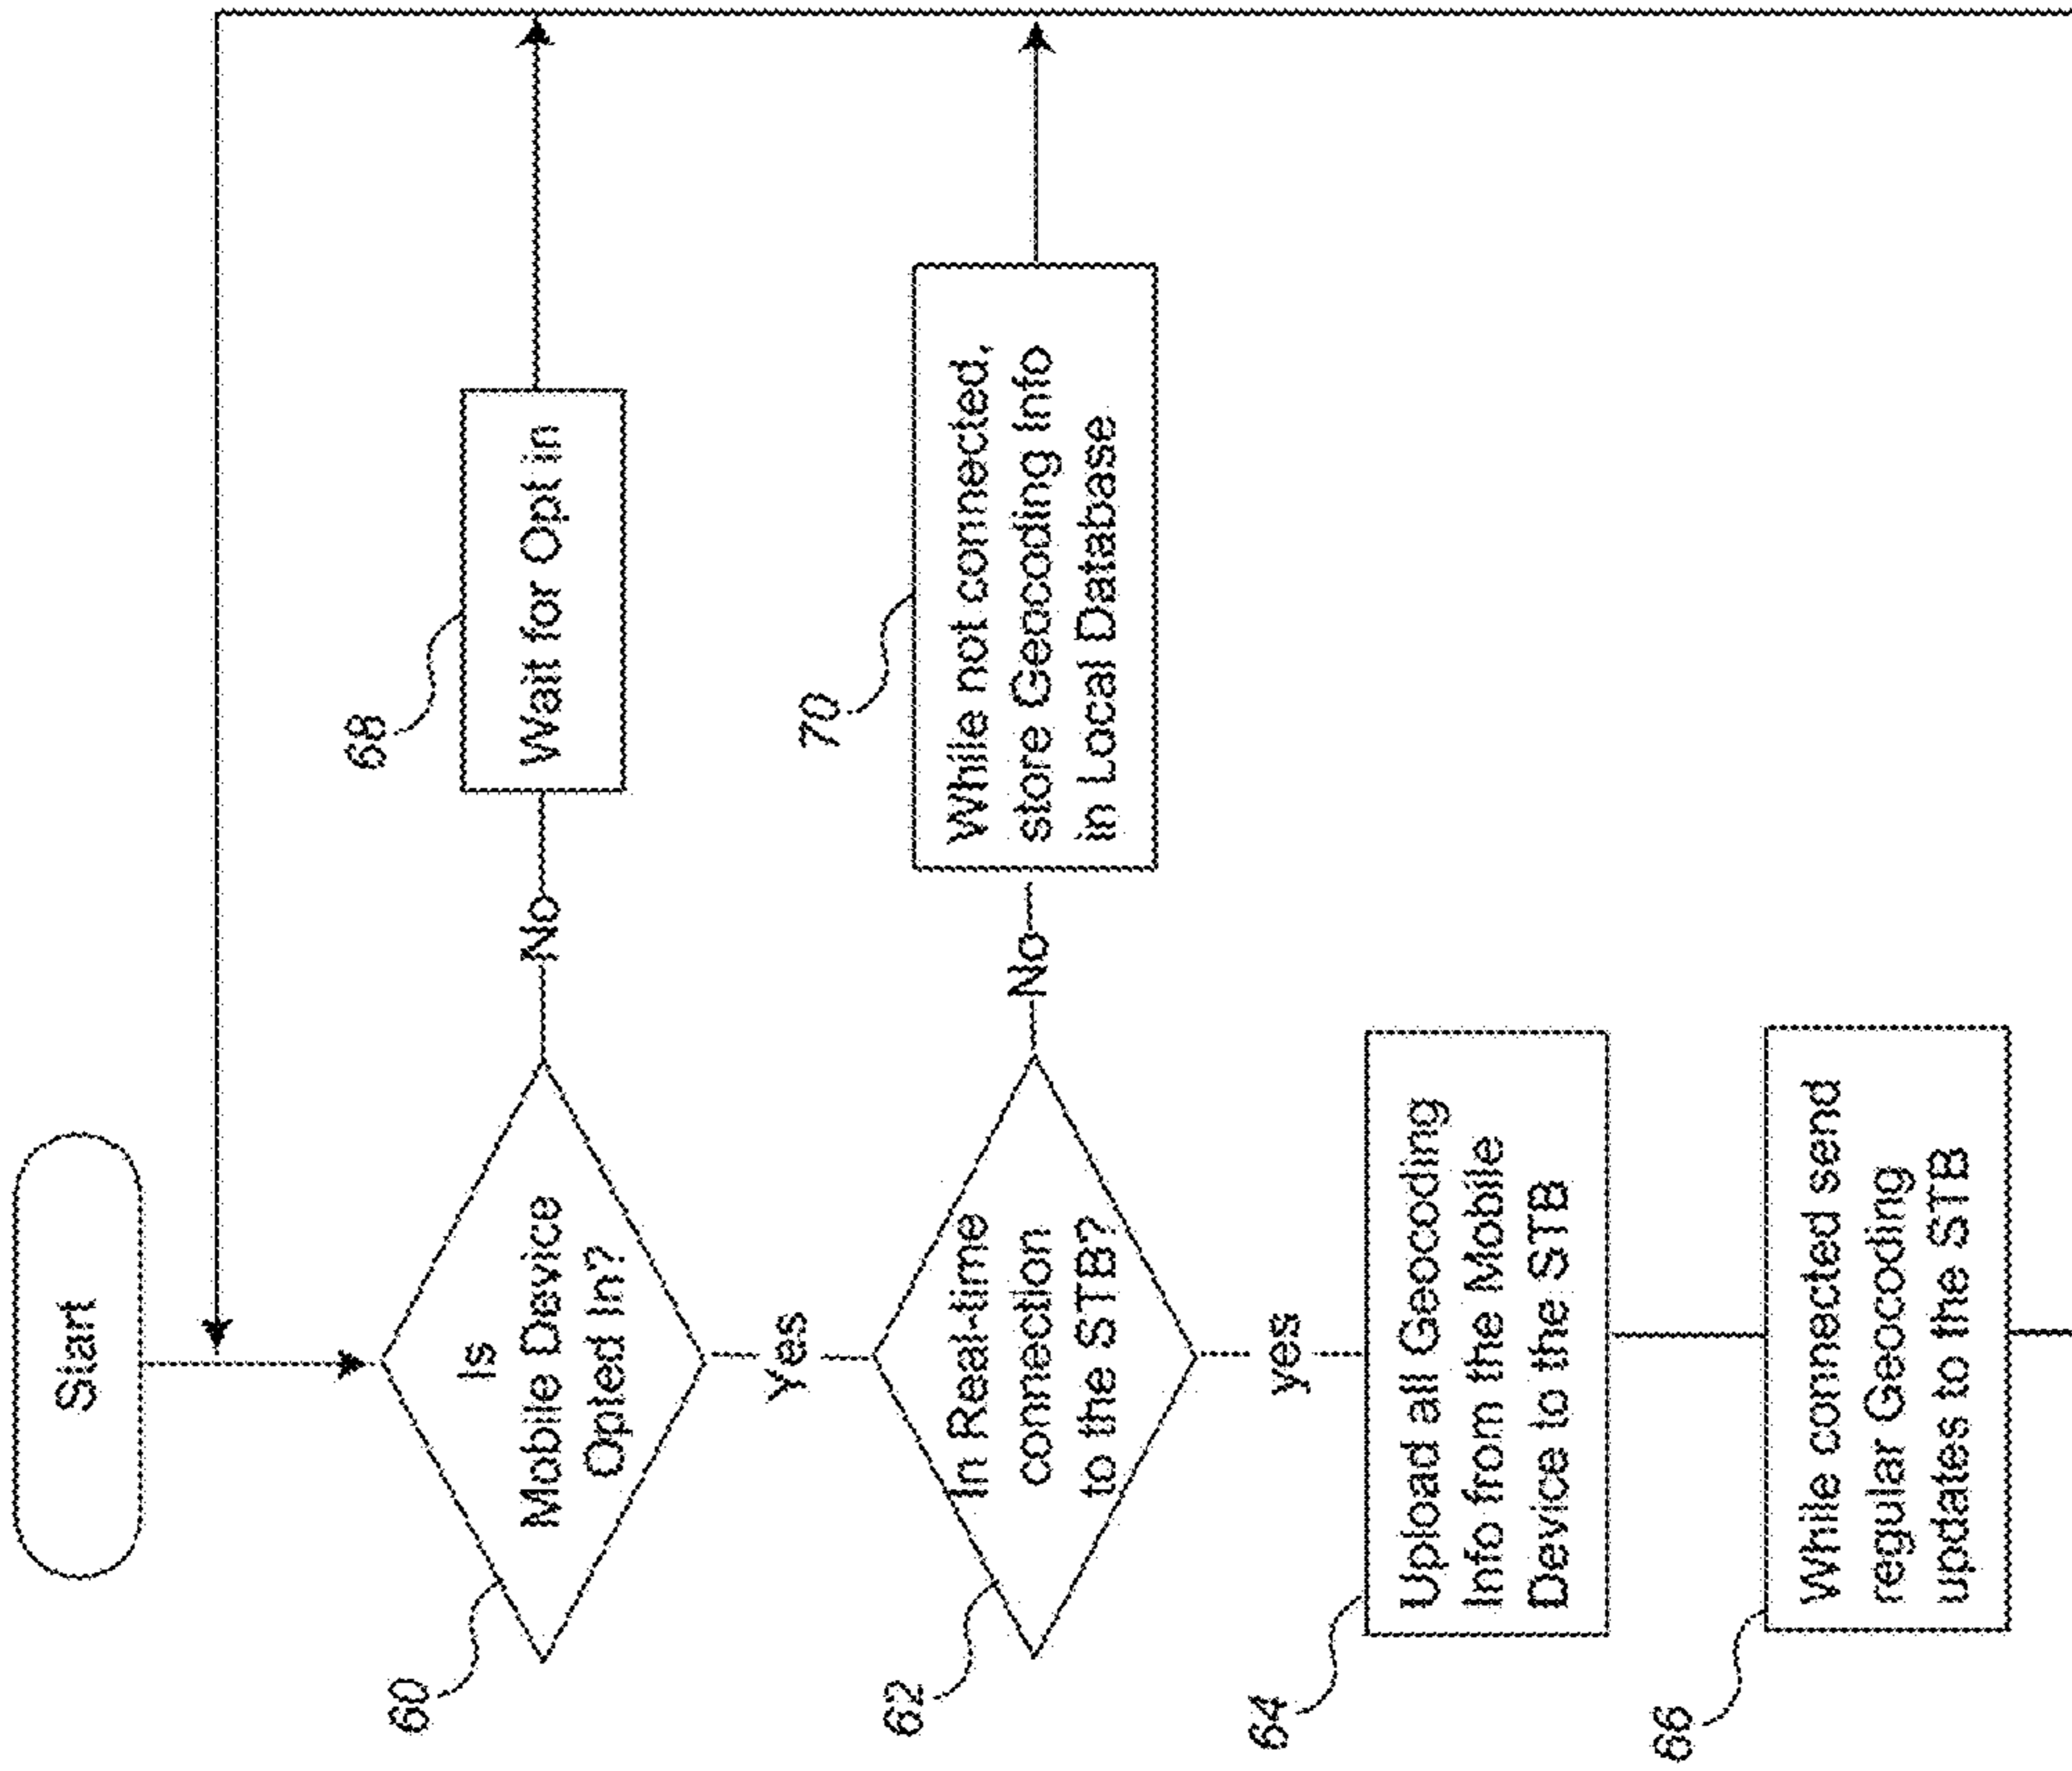 Start
60
Is
Mobile Device
Opted In?
No
68
Wait for Opt in
Yes
62
In Real-time
connection
to the STB?
No
70
While not connected,
store Geocoding Info
in Local Database
yes
64
Upload all Geocoding
Info from the Mobile
Device to the STB
66
While connected send
regular Geocoding
updates to the STB